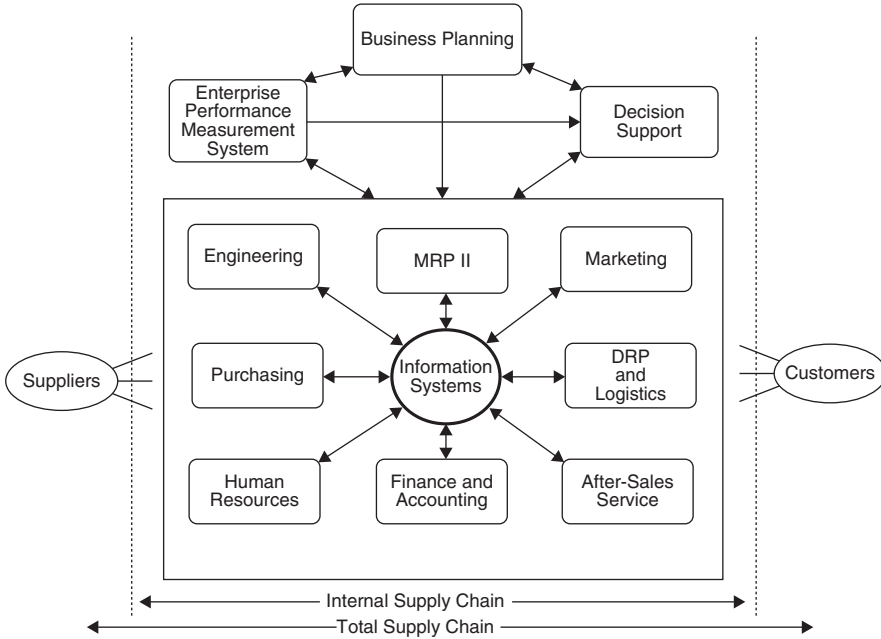 Business Planning
Enterprise
Performance
Measurement
System
Decision
Support
Engineering
MRP II
Marketing
Suppliers
Purchasing
Information
Systems
DRP
and
Logistics
Customers
Human
Resources
Finance and
Accounting
After-Sales
Service
Internal Supply Chain
Total Supply Chain